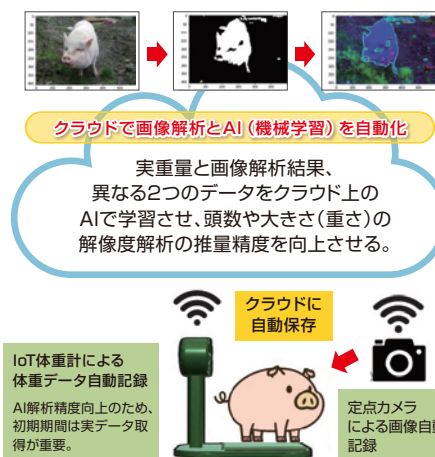 クラウドで画像解析とAI（機械学習）を自動化
実重量と画像解析結果、
異なる2つのデータをクラウド上の
AIで学習させ、頭数や大きさ（重さ）の
解像度解析の推量精度を向上させる。
クラウドに
自動保存
IoT体重計による
体重データ自動記録
AI解析精度向上のため、
初期期間は実データ取
得が重要。
定点カメラ
による画像自動
記録